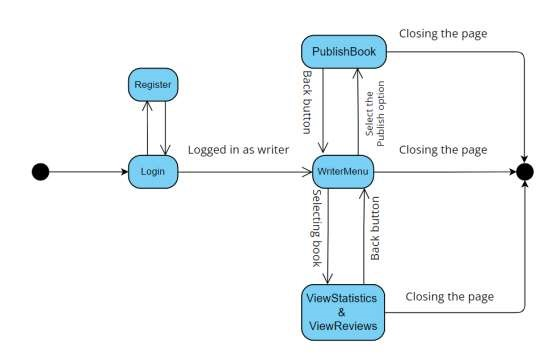 Closing the page
PublishBook
Register
Back button
Select the
Publish option
Logged in as writer
Closing the page
Login
WriterMenu
Selecting book
Back button
ViewStatistics
&
ViewReviews
Closing the page